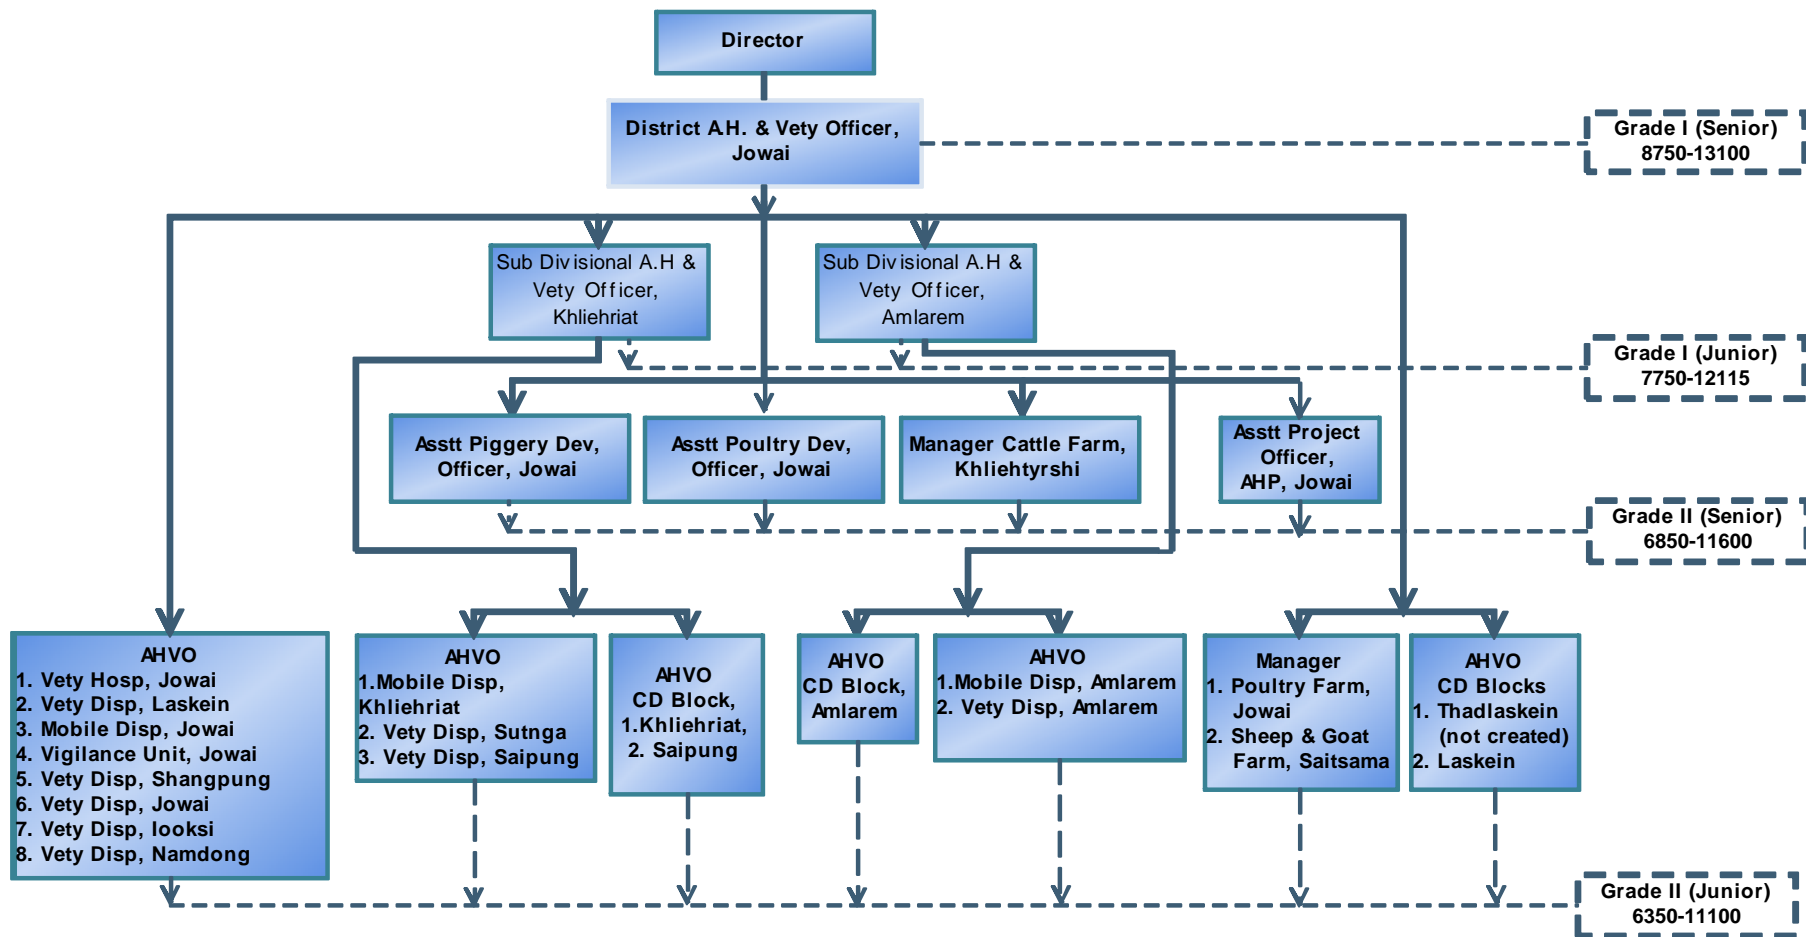 Director
District A.H. & Vety Officer,
Jowai
Grade I (Senior)
8750-13100
Sub Divisional A.H &
Vety Officer,
Khliehriat
Sub Divisional A.H &
Vety Officer,
Amlarem
Grade I (Junior)
7750-12115
Asstt Piggery Dev,
Officer, Jowai
Asstt Poultry Dev,
Officer, Jowai
Manager Cattle Farm,
Khliehtyrshi
Asstt Project
Officer,
AHP, Jowai
Grade II (Senior)
6850-11600
AHVO
1. Vety Hosp, Jowai
2. Vety Disp, Laskein
3. Mobile Disp, Jowai
4. Vigilance Unit, Jowai
5. Vety Disp, Shangpung
6. Vety Disp, Jowai
7. Vety Disp, Iooksi
8. Vety Disp, Namdong
AHVO
1.Mobile Disp,
Khliehriat
2. Vety Disp, Sutnga
3. Vety Disp, Saipung
AHVO
CD Block,
1.Khliehriat,
2. Saipung
AHVO
CD Block,
Amlarem
AHVO
1.Mobile Disp, Amlarem
2. Vety Disp, Amlarem
Manager
1. Poultry Farm,
Jowai
2. Sheep & Goat
Farm, Saitsama
AHVO
CD Blocks
1. Thadlaskein
(not created)
2. Laskein
Grade II (Junior)
6350-11100